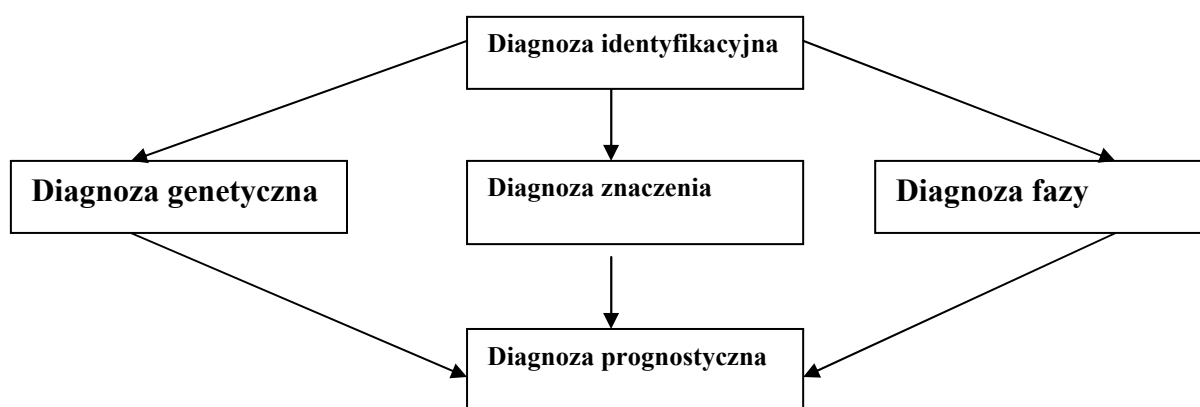 Diagnoza identyfikacyjna
Diagnoza genetyczna
Diagnoza znaczenia
Diagnoza fazy
Diagnoza prognostyczna